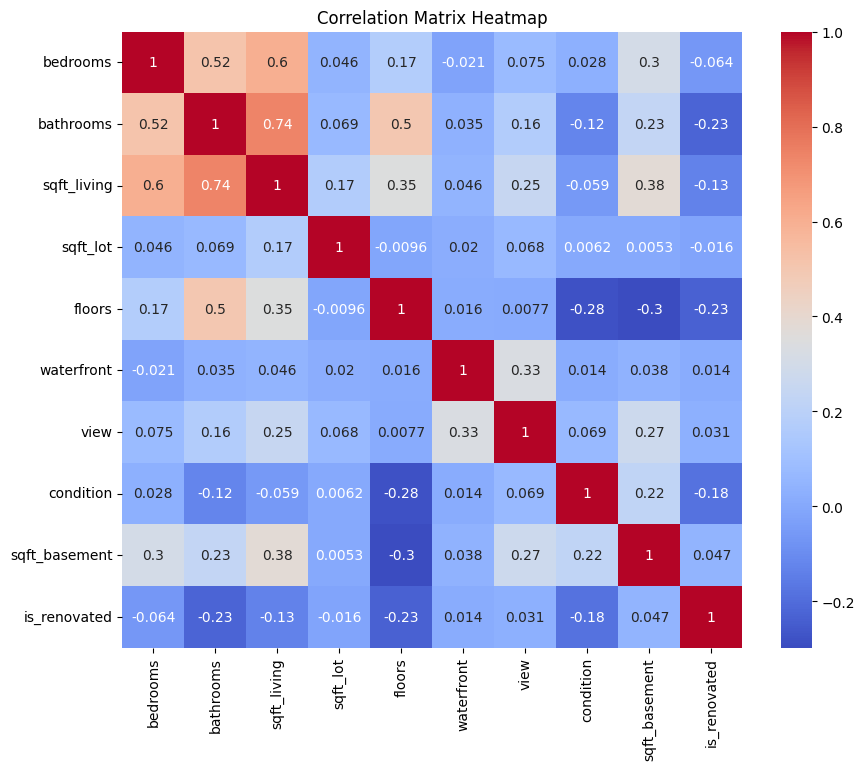 Correlation Matrix Heatmap
bedrooms 1 0.52 0.6 0.046 0.17 -0.021 0.075 0.028 0.3 -0.064
bathrooms 0.52 1 0.74 0.069 0.5 0.035 0.16 -0.12 0.23 -0.23
sqft_living 0.6 0.74 1 0.17 0.35 0.046 0.25 -0.059 0.38 -0.13
sqft_lot 0.046 0.069 0.17 1 -0.0096 0.02 0.068 0.0062 0.0053 -0.016
floors 0.17 0.5 0.35 -0.0096 1 0.016 0.0077 -0.28 -0.3 -0.23
waterfront -0.021 0.035 0.046 0.02 0.016 1 0.33 0.014 0.038 0.014
view 0.075 0.16 0.25 0.068 0.0077 0.33 1 0.069 0.27 0.031
condition 0.028 -0.12 -0.059 0.0062 -0.28 0.014 0.069 1 0.22 -0.18
sqft_basement 0.3 0.23 0.38 0.0053 -0.3 0.038 0.27 0.22 1 0.047
is_renovated -0.064 -0.23 -0.13 -0.016 -0.23 0.014 0.031 -0.18 0.047 1
bedrooms
bathrooms
sqft_living
sqft_lot
floors
waterfront
view
condition
sqft_basement
is_renovated
1.0
0.8
0.6
0.4
0.2
0.0
−0.2